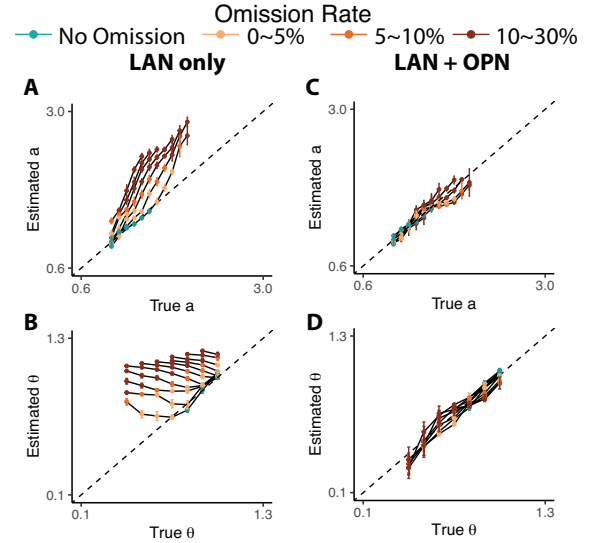 Omission Rate
No Omission 0~5% 5~10% 10~30%
LAN only LAN + OPN
A
3.0
Estimated a
0.6
0.6 3.0
True a
C
3.0
Estimated a
0.6
0.6 3.0
True a
B
1.3
Estimated θ
0.1
0.1 1.3
True θ
D
1.3
Estimated θ
0.1
0.1 1.3
True θ